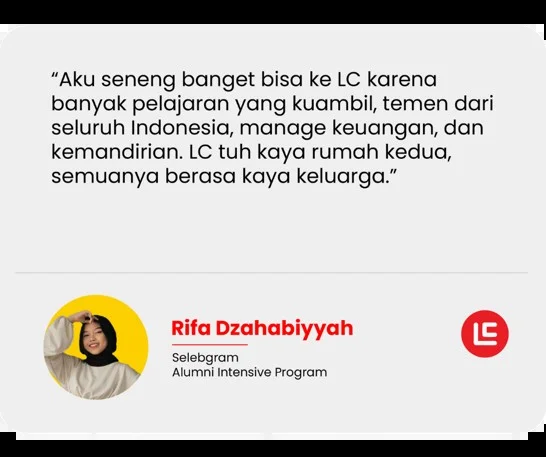 “Aku seneng banget bisa ke LC karena
banyak pelajaran yang kuambil, temen dari
seluruh Indonesia, manage keuangan, dan
kemandirian. LC tuh kaya rumah kedua,
semuanya berasa kaya keluarga.”
Rifa Dzahabiyyah
Selebgram
Alumni Intensive Program
LC